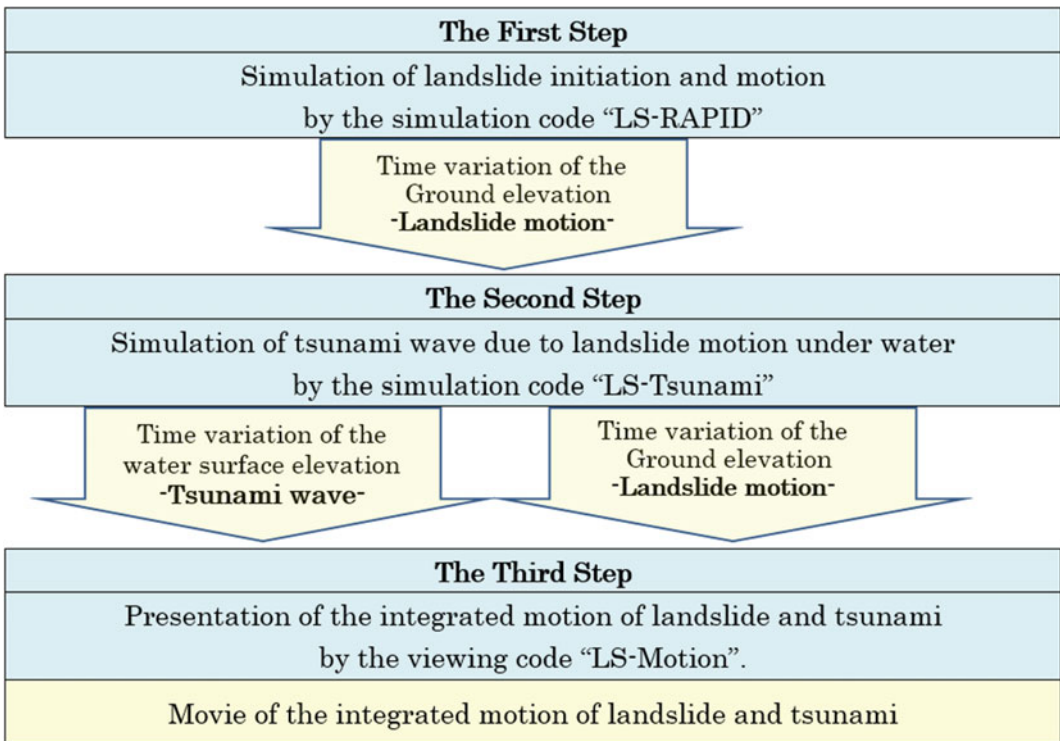 The First Step
Simulation of landslide initiation and motion
by the simulation code “LS-RAPID”
Time variation of the
Ground elevation
-Landslide motion-
The Second Step
Simulation of tsunami wave due to landslide motion under water
by the simulation code “LS-Tsunami”
Time variation of the
water surface elevation
-Tsunami wave-
Time variation of the
Ground elevation
-Landslide motion-
The Third Step
Presentation of the integrated motion of landslide and tsunami
by the viewing code “LS-Motion”.
Movie of the integrated motion of landslide and tsunami